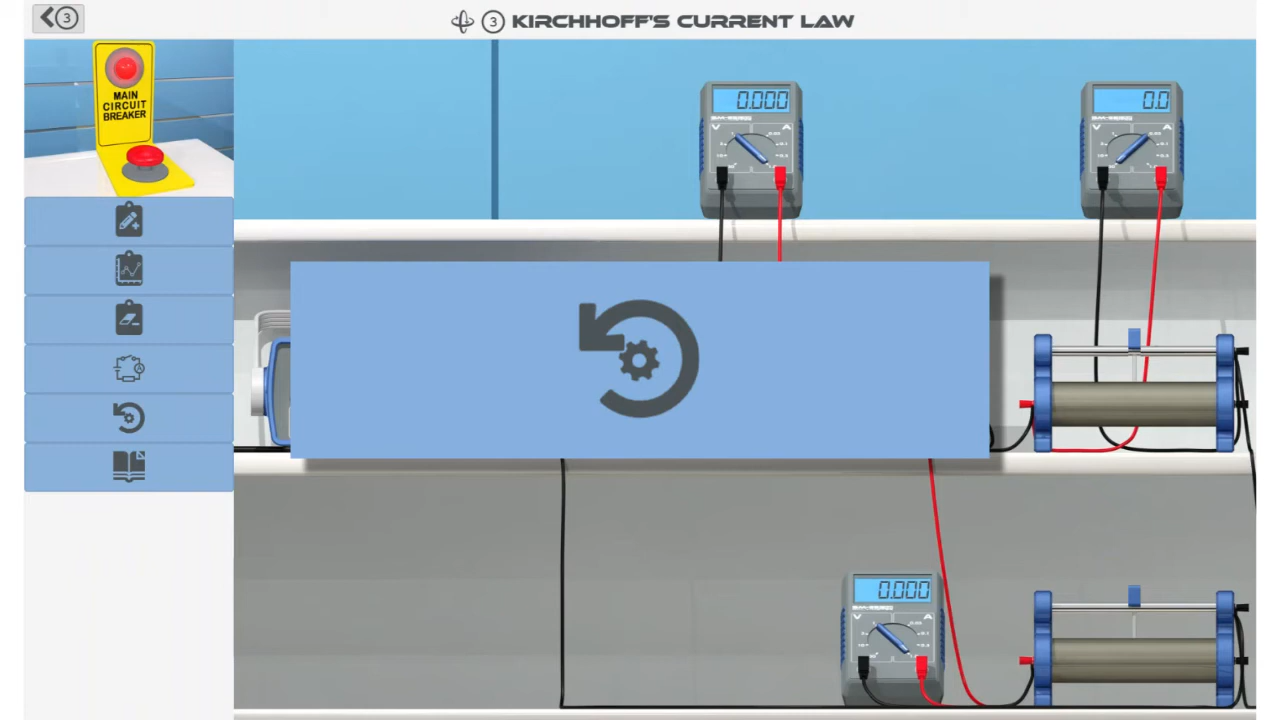 3
3 KIRCHHOFF'S CURRENT LAW
MAIN
CIRCUIT
BREAKER
0.000
V A
0.0
V A
0.000
V A